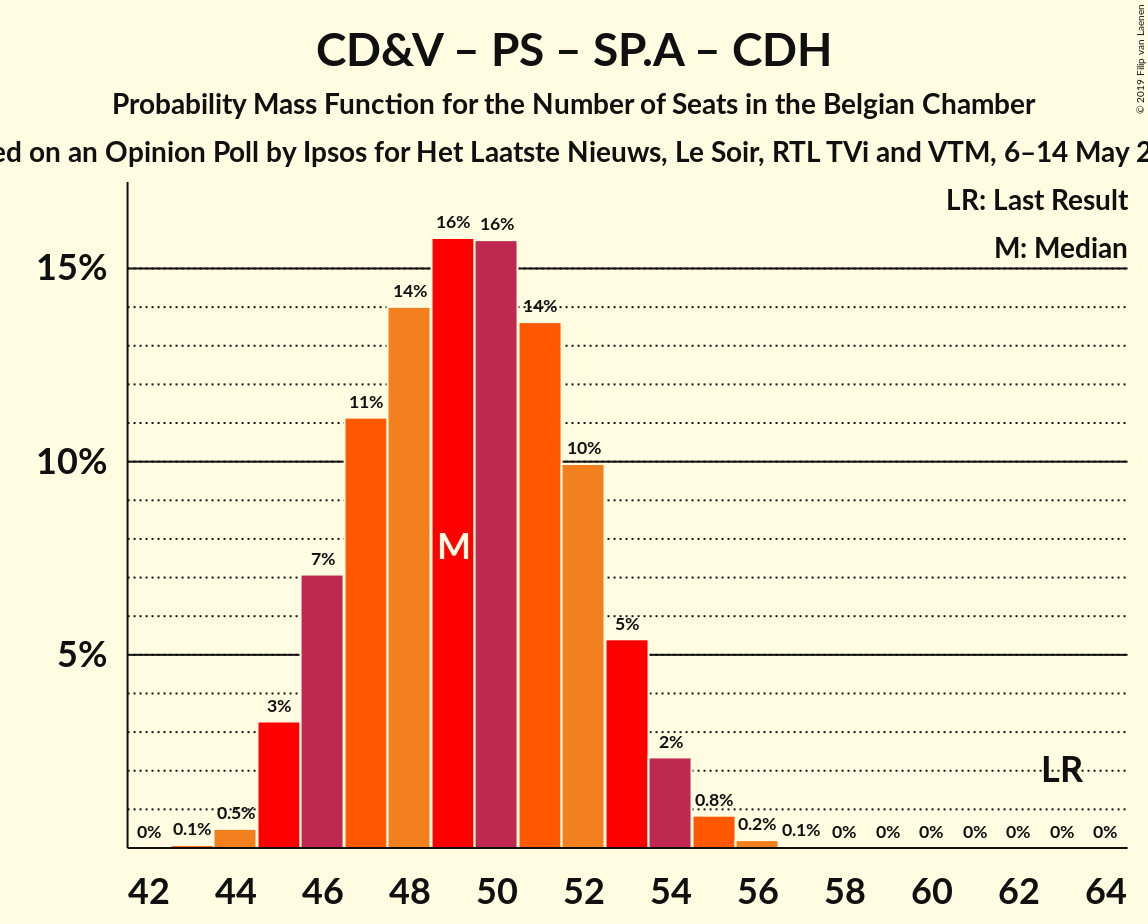 CD&V – PS – SP.A – CDH
Probability Mass Function for the Number of Seats in the Belgian Chamber
ed on an Opinion Poll by Ipsos for Het Laatste Nieuws, Le Soir, RTL TVi and VTM, 6–14 May 2
© 2019 Filip van Laenen
LR: Last Result
M: Median
15%
10%
5%
0% 0.1% 0.5% 3% 7% 11% 14% 16% 16% 14% 10% 5% 2% 0.8% 0.2% 0.1% 0% 0% 0% 0% 0% 0% 0%
M
LR
42 44 46 48 50 52 54 56 58 60 62 64